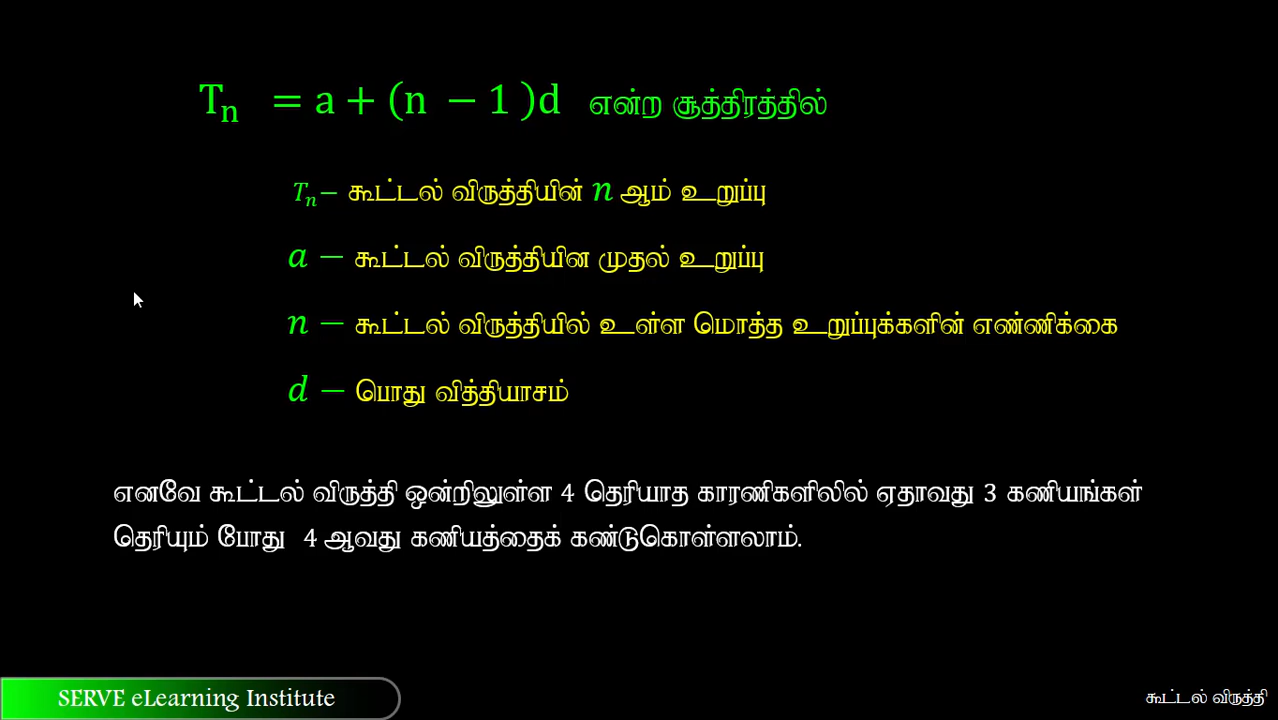 Tₙ = a + (n − 1 )d என்ற சூத்திரத்தில்
Tₙ − கூட்டல் விருத்தியின் n ஆம் உறுப்பு
a − கூட்டல் விருத்தியின முதல் உறுப்பு
n − கூட்டல் விருத்தியில் உள்ள மொத்த உறுப்புக்களின் எண்ணிக்கை
d − பொது வித்தியாசம்
எனவே கூட்டல் விருத்தி ஒன்றிலுள்ள 4 தெரியாத காரணிகளிலில் ஏதாவது 3 கணியங்கள்
தெரியும் போது 4 ஆவது கணியத்தைக் கண்டுகொள்ளலாம்.
SERVE eLearning Institute
கூட்டல் விருத்தி